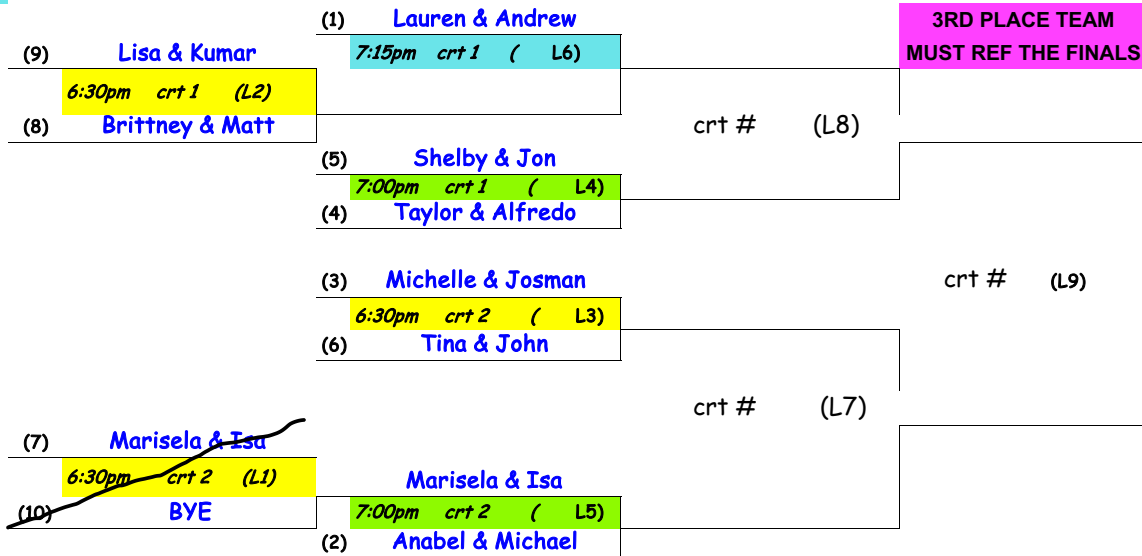 (1) Lauren & Andrew
3RD PLACE TEAM
MUST REF THE FINALS
(9) Lisa & Kumar
7:15pm crt 1 ( L6)
6:30pm crt 1 (L2)
(8) Brittney & Matt
crt # (L8)
(5) Shelby & Jon
7:00pm crt 1 ( L4)
(4) Taylor & Alfredo
(3) Michelle & Josman
crt # (L9)
6:30pm crt 2 ( L3)
(6) Tina & John
crt # (L7)
(7) Marisela & Isa
6:30pm crt 2 (L1)
(10) BYE
Marisela & Isa
7:00pm crt 2 ( L5)
(2) Anabel & Michael